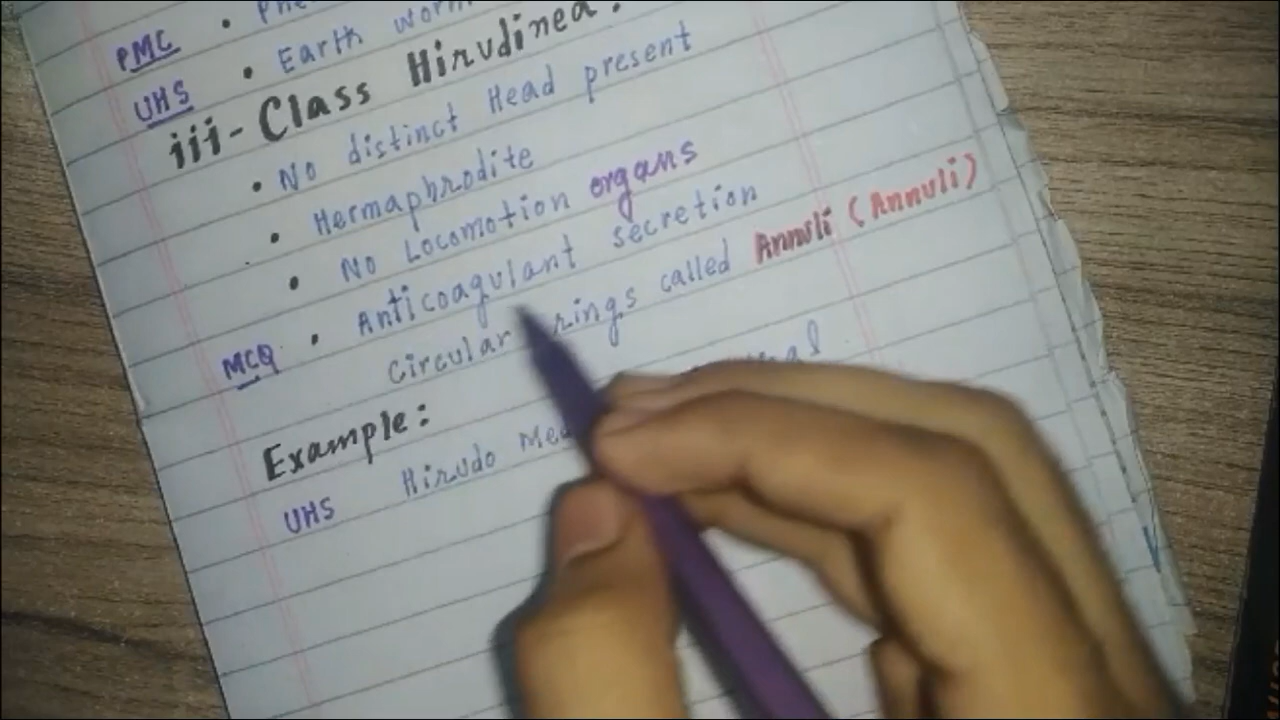 PMC •
UHS • Earth
iii- Class Hirudinea:
• No distinct Head present
• Hermaphrodite
• No Locomotion organs
MCQ • Anticoagulant secretion
Circular rings called Annuli (Annuli)
Example:
UHS Hirudo